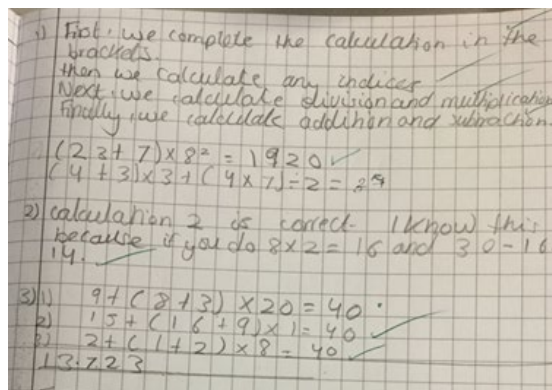 1) First, we complete the calculation in the
brackets.
then we calculate any indices
Next, we calculate division and multiplication
Finally, we calculate addition and subtraction.
(23+7)×8²=1920
(4+3)×3+(4×7)÷2=
2) calculation 2 is correct. I know this
because if you do 8×2=16 and 30-16
14.
3) 1) 9+(8+3)×20=40
2) 15+(16+9)×1=40
3) 2+(1+2)×8=40
13.723